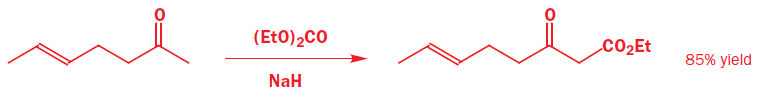 O
(EtO)₂CO
NaH
O
CO₂Et
85% yield